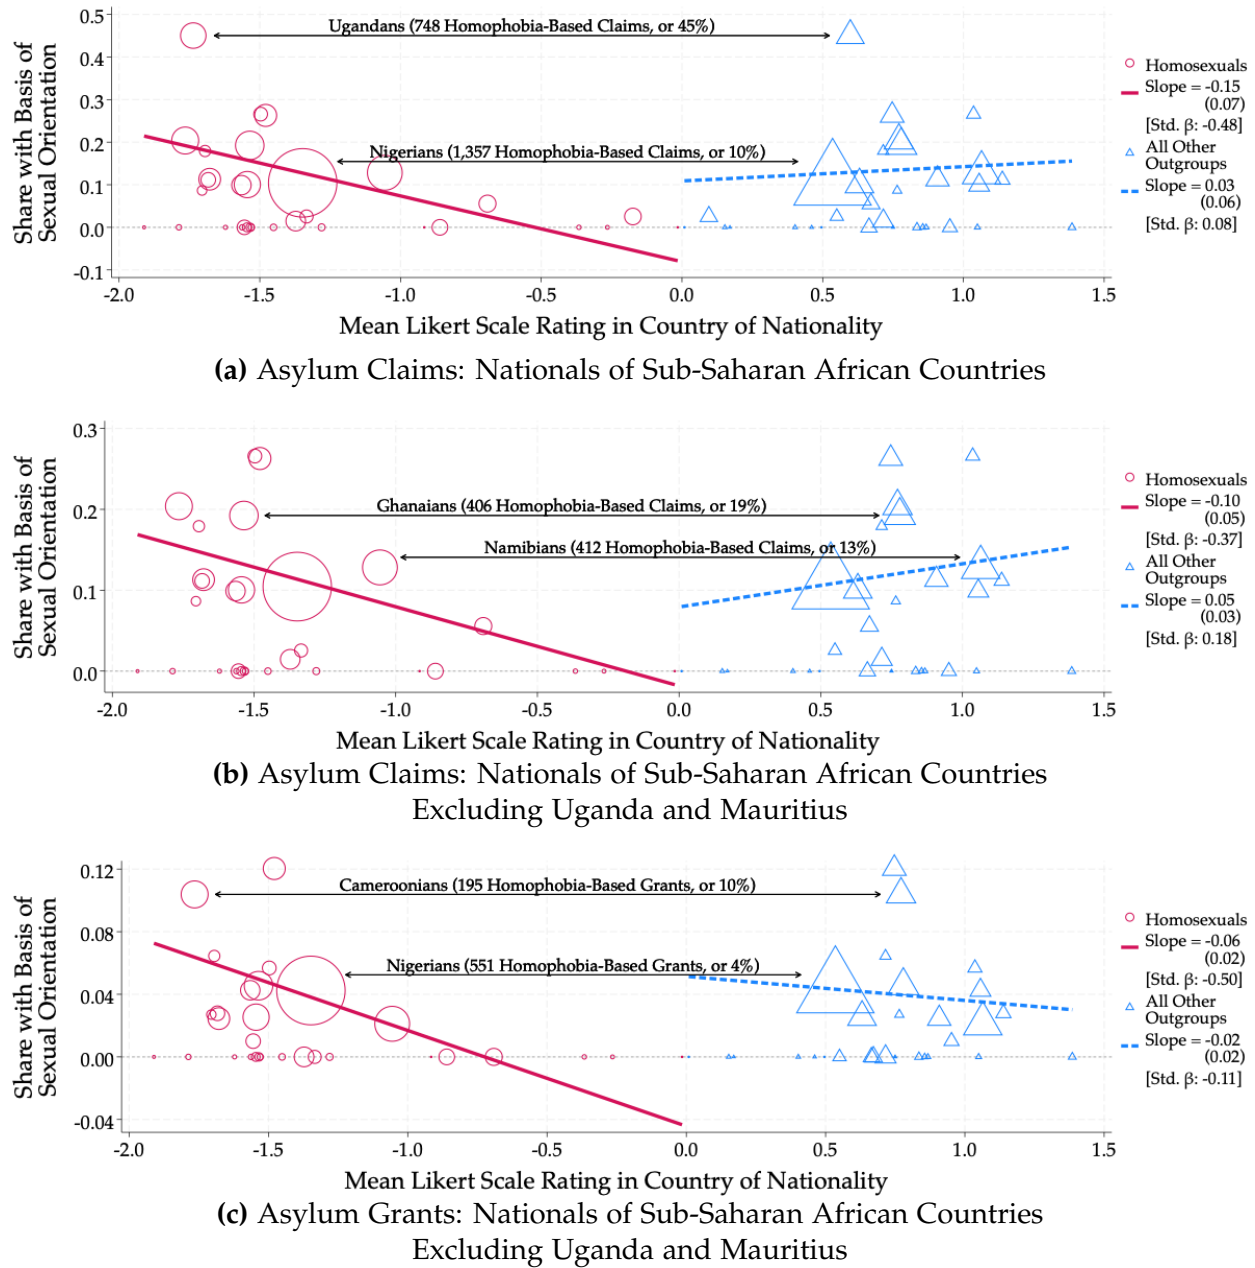 0.5
0.4
0.3
0.2
0.1
0.0
-0.1
Share with Basis of
Sexual Orientation
Ugandans (748 Homophobia-Based Claims, or 45%)
Nigerians (1,357 Homophobia-Based Claims, or 10%)
Homosexuals
Slope = -0.15
(0.07)
[Std. β: -0.48]
All Other
Outgroups
Slope = 0.03
(0.06)
[Std. β: 0.08]
-2.0 -1.5 -1.0 -0.5 0.0 0.5 1.0 1.5
Mean Likert Scale Rating in Country of Nationality
(a) Asylum Claims: Nationals of Sub-Saharan African Countries
0.3
0.2
0.1
0.0
Share with Basis of
Sexual Orientation
Ghanaians (406 Homophobia-Based Claims, or 19%)
Namibians (412 Homophobia-Based Claims, or 13%)
Homosexuals
Slope = -0.10
(0.05)
[Std. β: -0.37]
All Other
Outgroups
Slope = 0.05
(0.03)
[Std. β: 0.18]
-2.0 -1.5 -1.0 -0.5 0.0 0.5 1.0 1.5
Mean Likert Scale Rating in Country of Nationality
(b) Asylum Claims: Nationals of Sub-Saharan African Countries
Excluding Uganda and Mauritius
0.12
0.08
0.04
0.00
-0.04
Share with Basis of
Sexual Orientation
Cameroonians (195 Homophobia-Based Grants, or 10%)
Nigerians (551 Homophobia-Based Grants, or 4%)
Homosexuals
Slope = -0.06
(0.02)
[Std. β: -0.50]
All Other
Outgroups
Slope = -0.02
(0.02)
[Std. β: -0.11]
-2.0 -1.5 -1.0 -0.5 0.0 0.5 1.0 1.5
Mean Likert Scale Rating in Country of Nationality
(c) Asylum Grants: Nationals of Sub-Saharan African Countries
Excluding Uganda and Mauritius